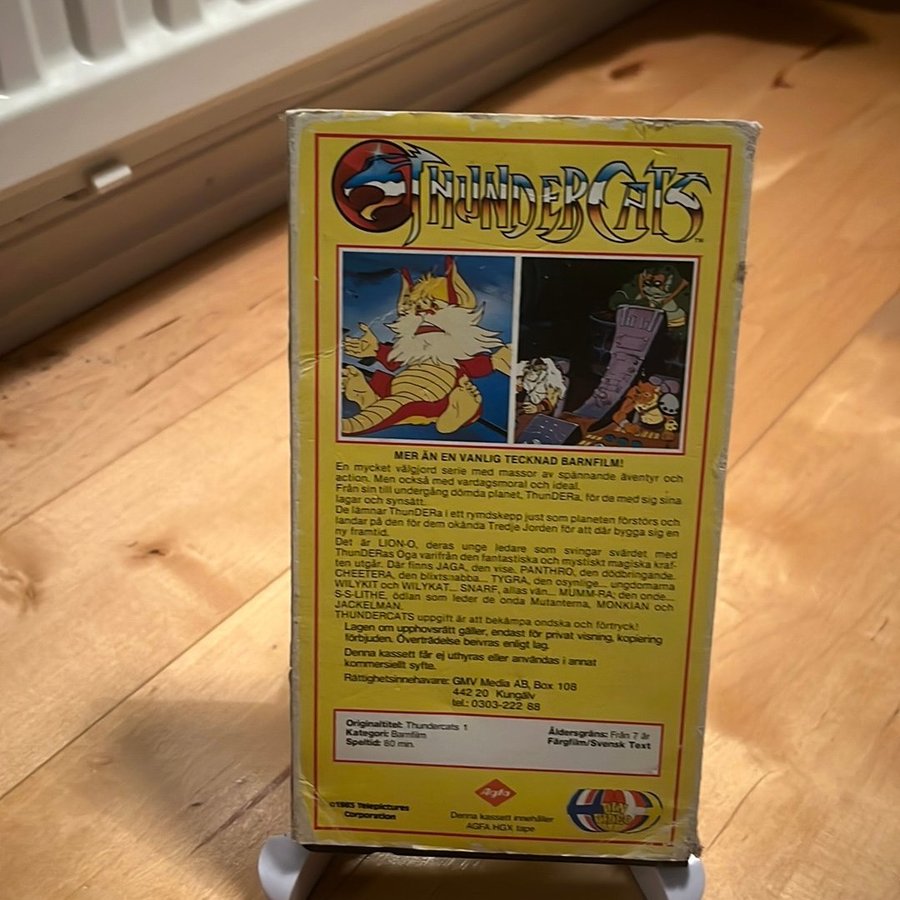 THUNDERCATS™
MER ÄN EN VANLIG TECKNAD BARNFILM!
En mycket välgjord serie med massor av spännande äventyr och
action. Men också med vardagsmoral och ideal.
Från sin till undergång dömda planet, ThunDERa, för de med sig sina
lagar och synsätt.
De lämnar ThunDERa i ett rymdskepp just som planeten förstörs och
landar på den för dem okända Tredje Jorden för att där bygga sig en
ny framtid.
Det är LION-O, deras unge ledare som svingar svärdet med
ThunDERas Öga varifrån den fantastiska och mystiskt magiska kraf-
ten utgår. Där finns JAGA, den vise. PANTHRO, den dödbringande.
CHEETERA, den blixtsnabba... TYGRA, den osymlige... ungdomarna
WILYKIT och WILYKAT... SNARF, allas vän... MUMM-RA, den onde...
S-S-LITHE, ödlan som leder de onda Mutanterna, MONKIAN och
JACKELMAN.
THUNDERCATS uppgift är att bekämpa ondska och förtryck!
Lagen om upphovsrätt gäller, endast för privat visning, kopiering
förbjuden. Överträdelse beivras enligt lag.
Denna kassett får ej uthyras eller användas i annat
kommersiellt syfte.
Rättighetsinnehavare: GMV Media AB, Box 108
442 20 Kungälv
tel.: 0303-222 68
Originaltitel: Thundercats 1
Kategori: Barnfilm
Speltid: 80 min.
Åldersgräns: Från 7 år
Färgfilm/Svensk Text
©1985 Telepictures
Corporation
Agfa
Denna kassett innehåller
AGFA HGX tape
VIDEO